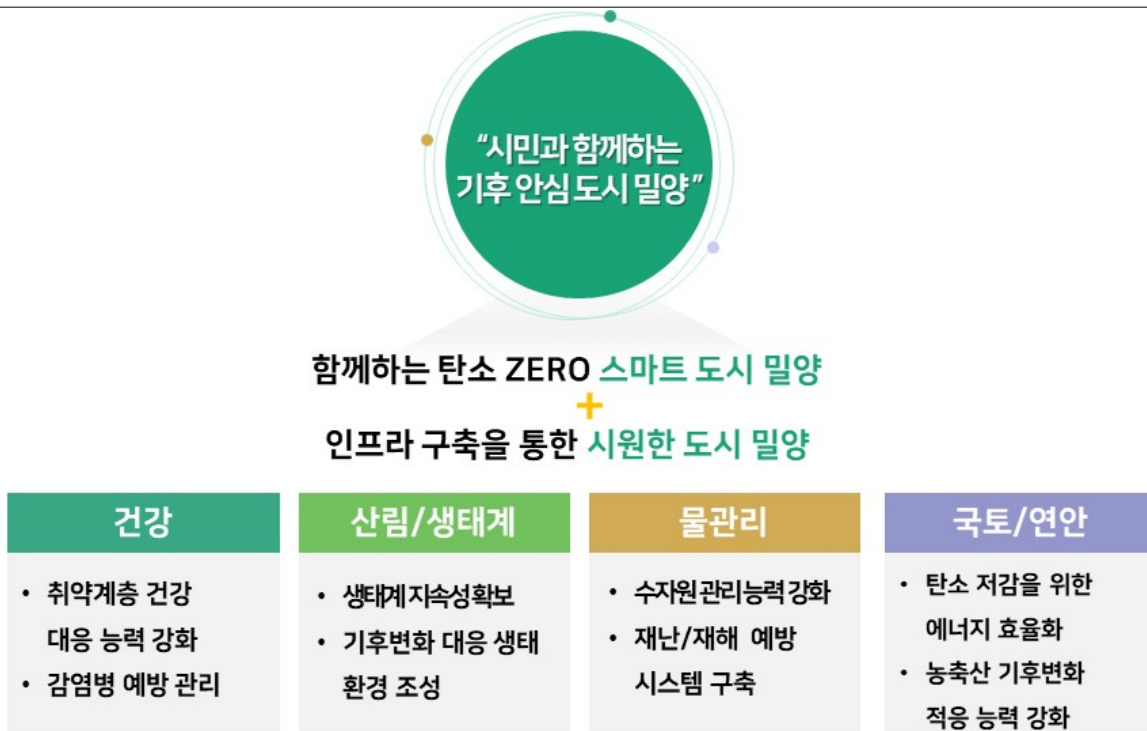 “시민과 함께하는
기후 안심 도시 밀양”
함께하는 탄소 ZERO 스마트 도시 밀양
+
인프라 구축을 통한 시원한 도시 밀양
건강
• 취약계층 건강
대응 능력 강화
• 감염병 예방 관리
산림/생태계
• 생태계 지속성 확보
• 기후변화 대응 생태
환경 조성
물관리
• 수자원 관리 능력 강화
• 재난/재해 예방
시스템 구축
국토/연안
• 탄소 저감을 위한
에너지 효율화
• 농축산 기후변화
적응 능력 강화